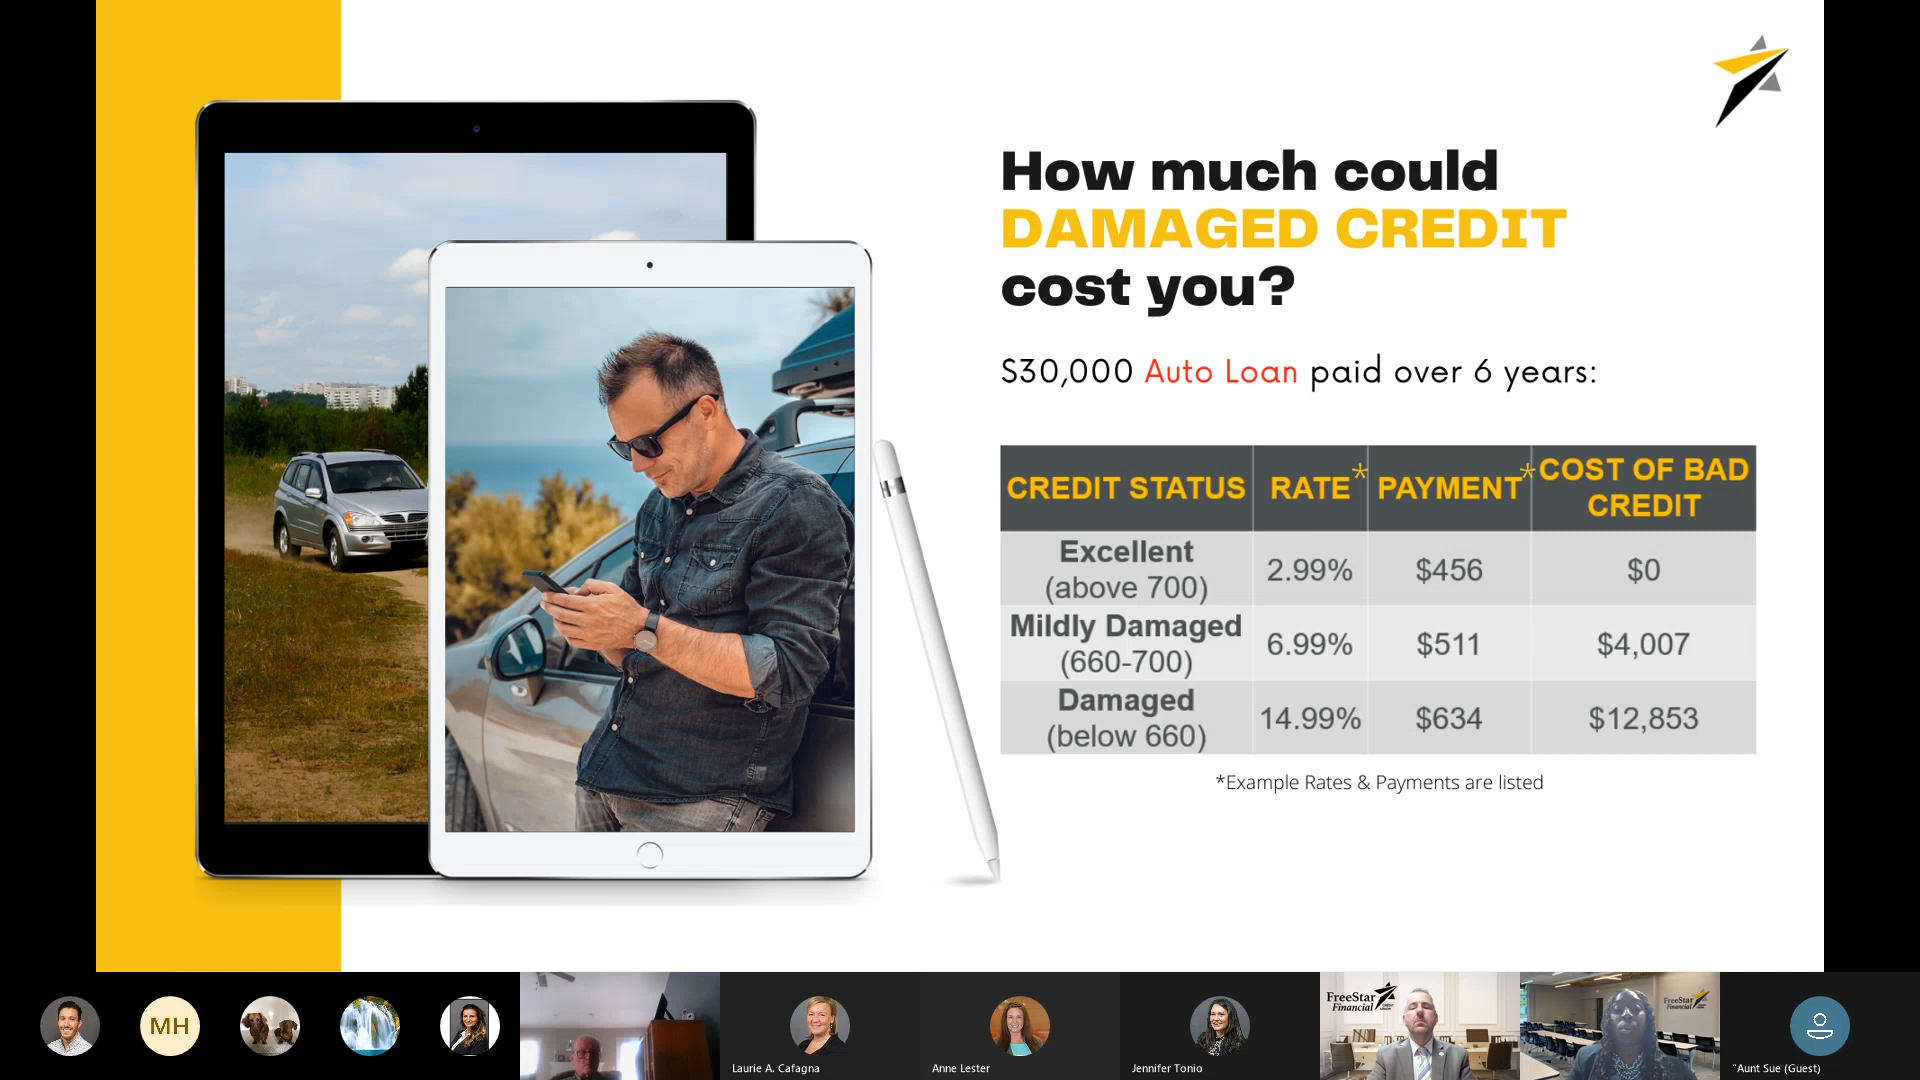 How much could
DAMAGED CREDIT
cost you?
$30,000 Auto Loan paid over 6 years:
CREDIT STATUS RATE* PAYMENT* COST OF BAD CREDIT
Excellent (above 700) 2.99% $456 $0
Mildly Damaged (660-700) 6.99% $511 $4,007
Damaged (below 660) 14.99% $634 $12,853
*Example Rates & Payments are listed
MH
Laurie A. Cafagna
Anne Lester
Jennifer Tonio
FreeStar
Financial
FreeStar
Financial
"Aunt Sue (Guest)